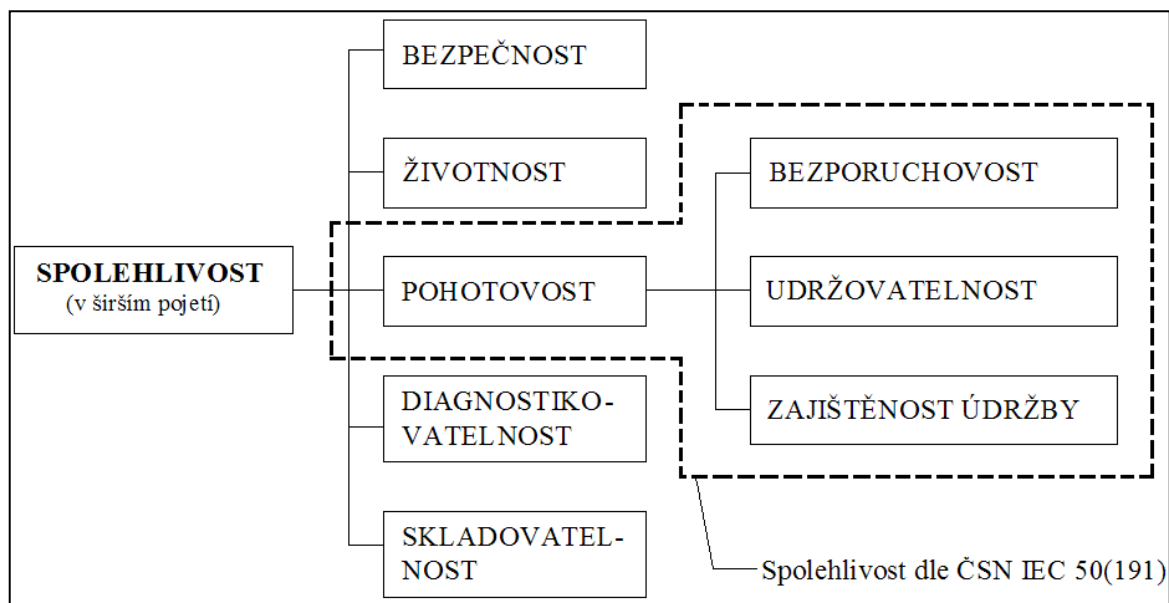 SPOLEHLIVOST
(v širším pojetí)
BEZPEČNOST
ŽIVOTNOST
POHOTOVOST
DIAGNOSTIKO-
VATELNOST
SKLADOVATEL-
NOST
BEZPORUCHOVOST
UDRŽOVATELNOST
ZAJIŠTĚNOST ÚDRŽBY
Spolehlivost dle ČSN IEC 50(191)